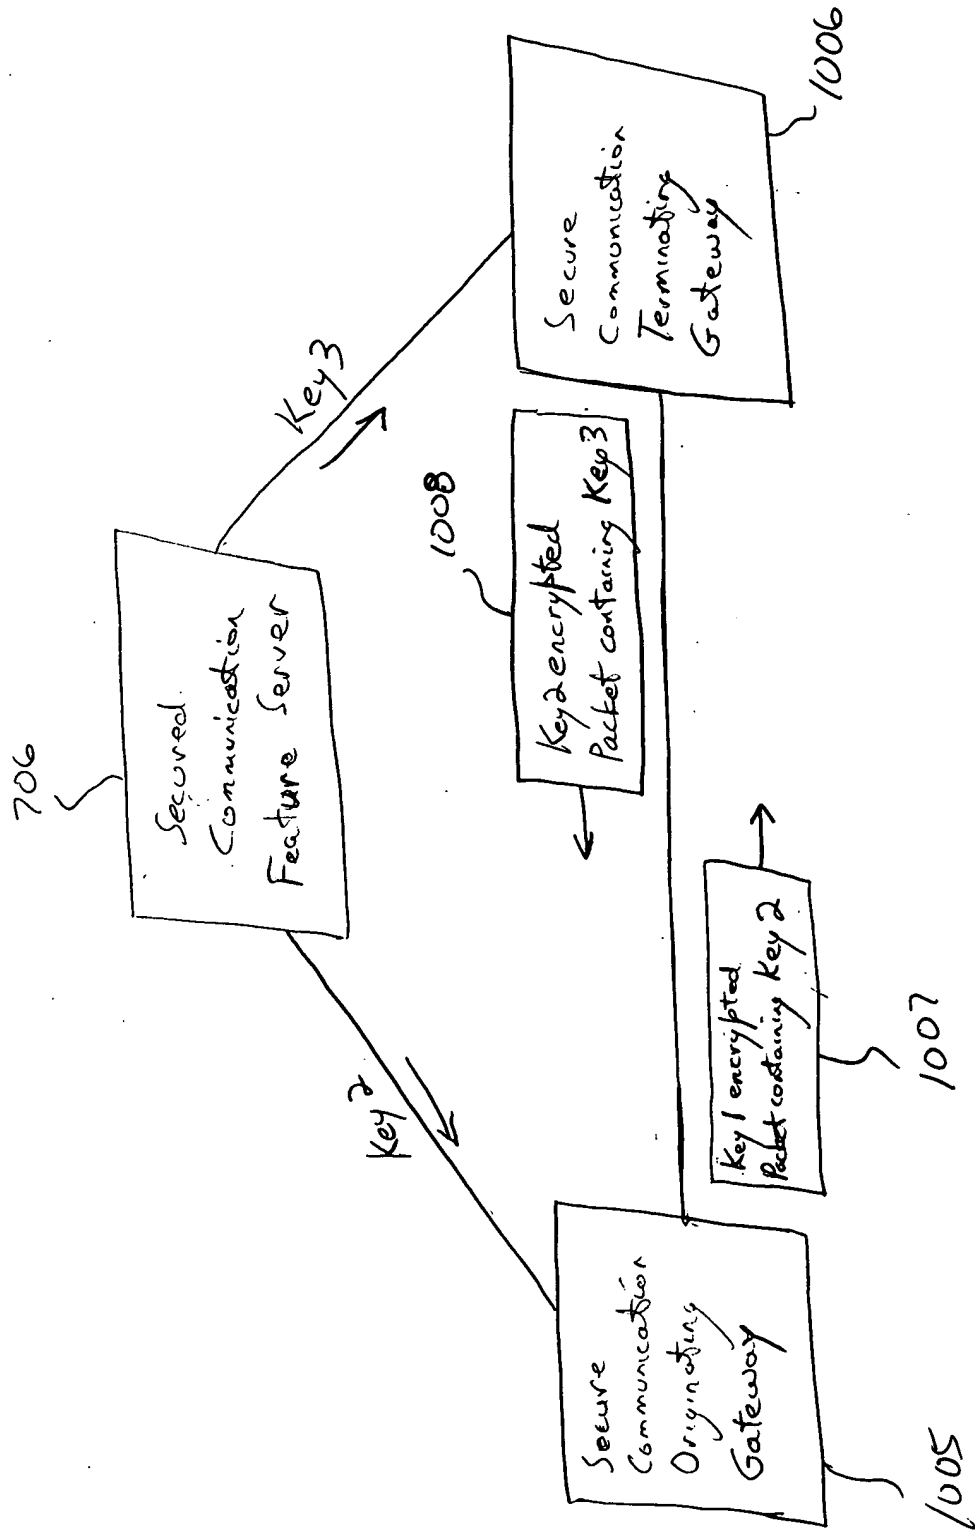 706
Secured
Communication
Feature Server
Key 2
Key 3
1008
Key 2 encrypted
Packet containing Key 3
Secure
Communication
Originating
Gateway
1005
Key 1 encrypted
Packet containing Key 2
1007
Secure
Communication
Terminating
Gateway
1006